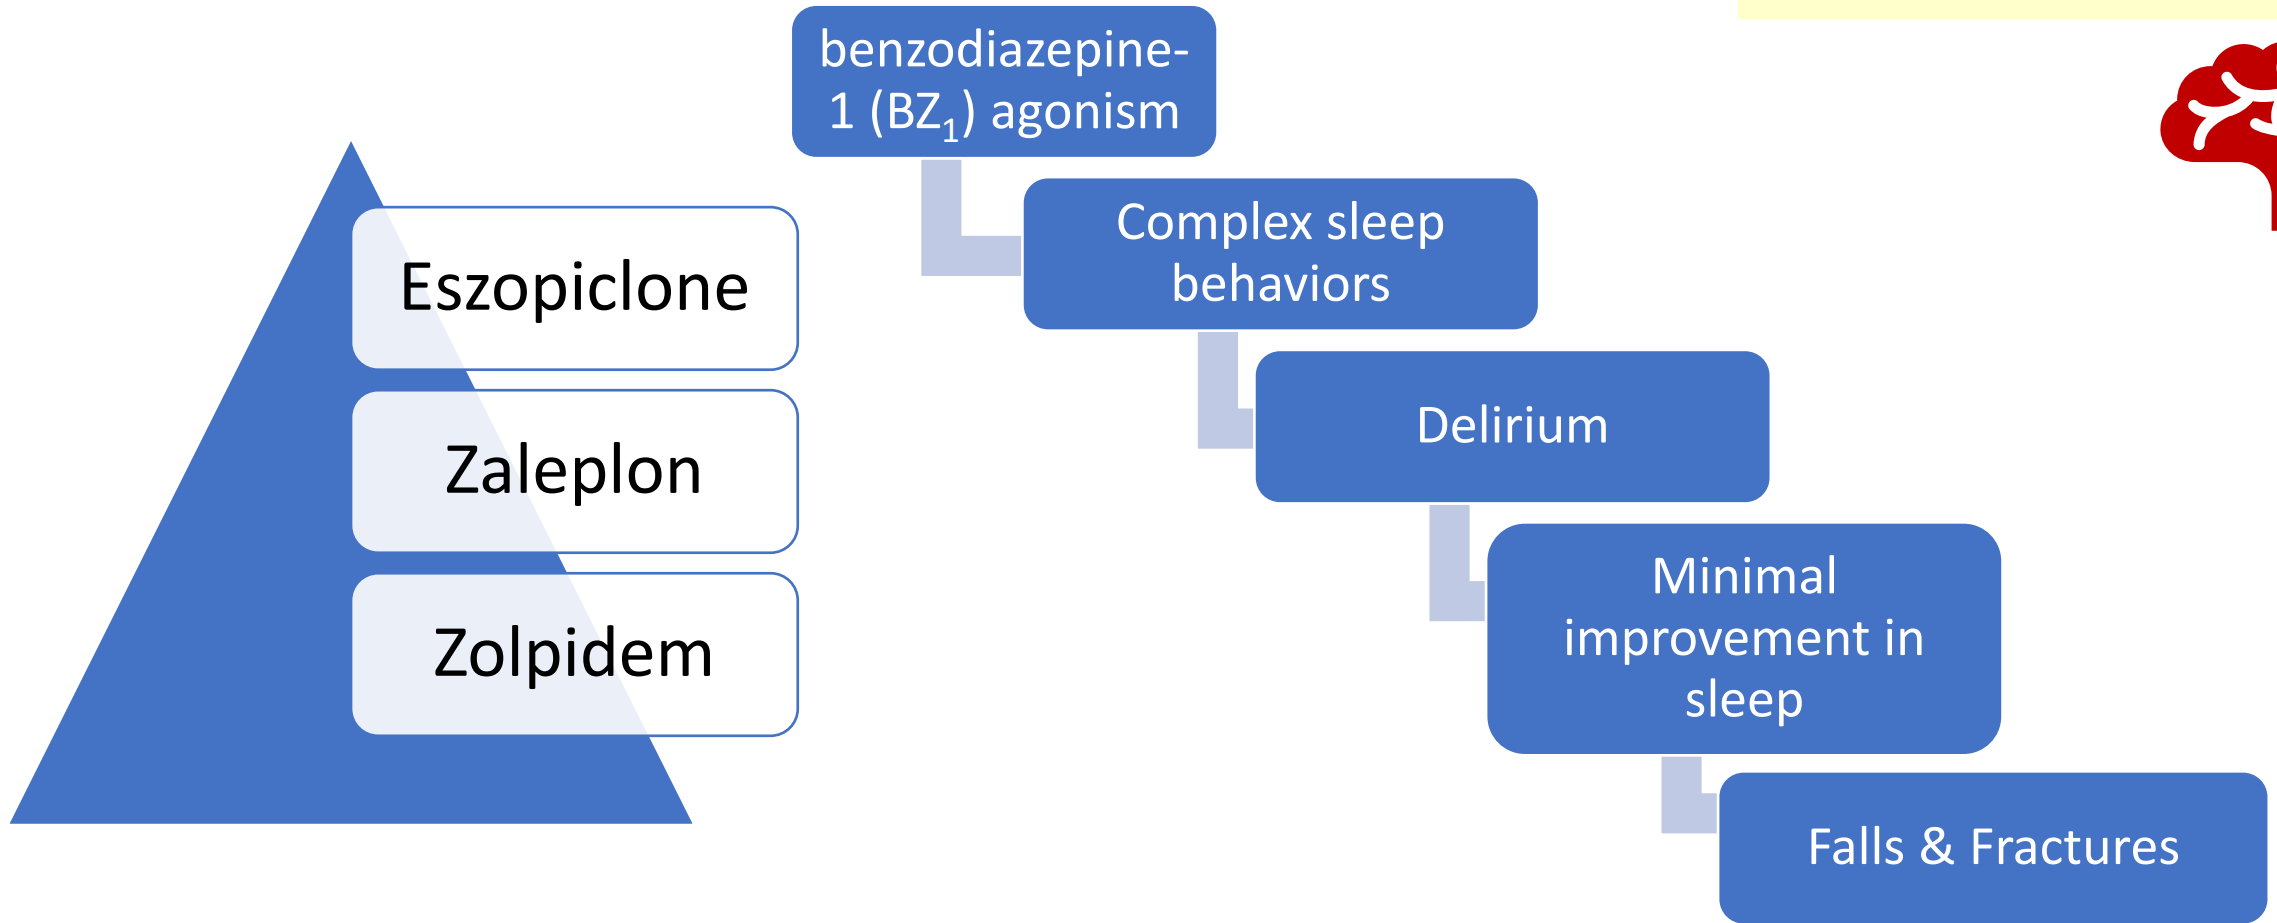 Eszopiclone
Zaleplon
Zolpidem
benzodiazepine-
1 (BZ₁) agonism
Complex sleep
behaviors
Delirium
Minimal
improvement in
sleep
Falls & Fractures